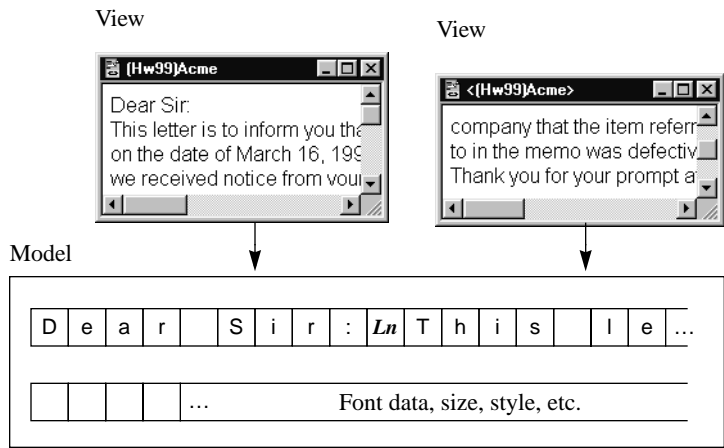 View
View
(Hw99)Acme
<(Hw99)Acme>
Dear Sir:
This letter is to inform you tha
on the date of March 16, 199
we received notice from your
company that the item referr
to in the memo was defectiv
Thank you for your prompt a
Model
D e a r S i r : Ln T h i s l e ...
... Font data, size, style, etc.